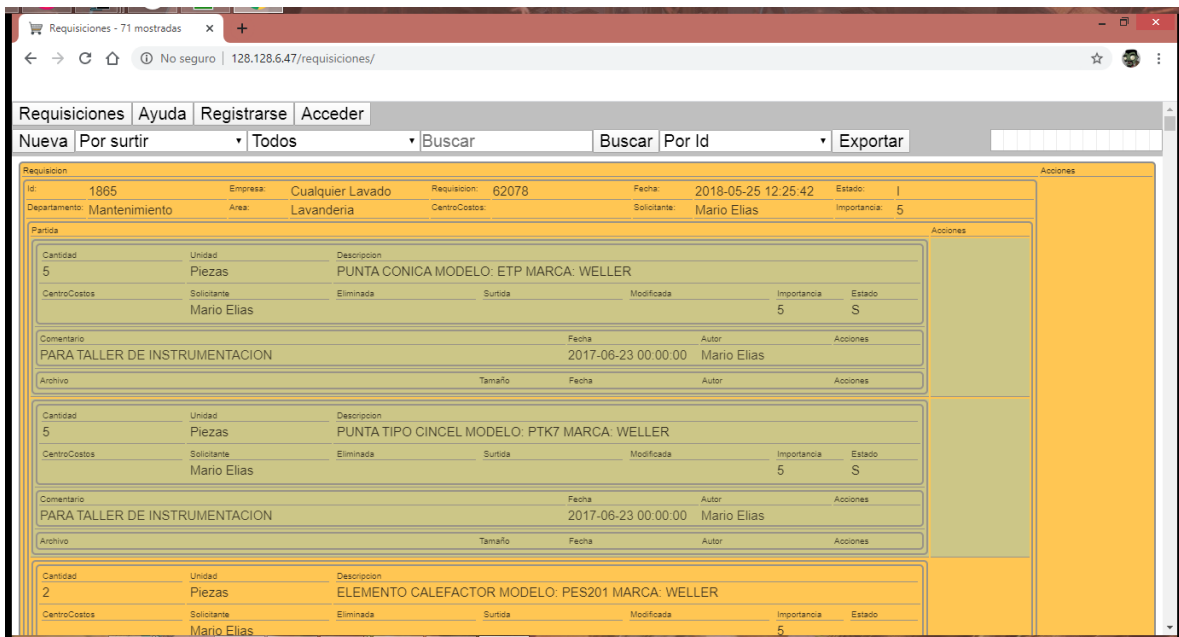 Requisiciones - 71 mostradas
No seguro | 128.128.6.47/requisiciones/
Requisiciones Ayuda Registrarse Acceder
Nueva Por surtir Todos Buscar Buscar Por Id Exportar
Requisicion Acciones
Id: 1865 Empresa: Cualquier Lavado Requisicion: 62078 Fecha: 2018-05-25 12:25:42 Estado: I
Departamento: Mantenimiento Area: Lavanderia CentroCostos: Solicitante: Mario Elias Importancia: 5
Partida Acciones
Cantidad Unidad Descripcion
5 Piezas PUNTA CONICA MODELO: ETP MARCA: WELLER
CentroCostos Solicitante Eliminada Surtida Modificada Importancia Estado
Mario Elias 5 S
Comentario Fecha Autor Acciones
PARA TALLER DE INSTRUMENTACION 2017-06-23 00:00:00 Mario Elias
Archivo Tamaño Fecha Autor Acciones
Cantidad Unidad Descripcion
5 Piezas PUNTA TIPO CINCEL MODELO: PTK7 MARCA: WELLER
CentroCostos Solicitante Eliminada Surtida Modificada Importancia Estado
Mario Elias 5 S
Comentario Fecha Autor Acciones
PARA TALLER DE INSTRUMENTACION 2017-06-23 00:00:00 Mario Elias
Archivo Tamaño Fecha Autor Acciones
Cantidad Unidad Descripcion
2 Piezas ELEMENTO CALEFACTOR MODELO: PES201 MARCA: WELLER
CentroCostos Solicitante Eliminada Surtida Modificada Importancia Estado
Mario Elias 5